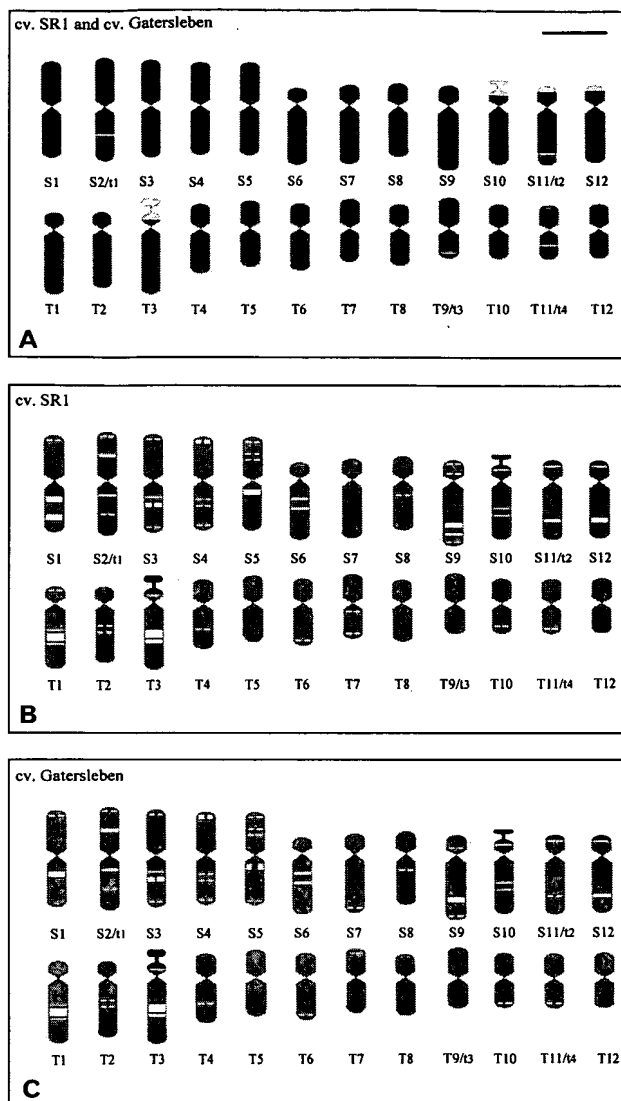 cv. SR1 and cv. Gatersleben
S1 S2/t1 S3 S4 S5 S6 S7 S8 S9 S10 S11/t2 S12
T1 T2 T3 T4 T5 T6 T7 T8 T9/t3 T10 T11/t4 T12
A
cv. SR1
S1 S2/t1 S3 S4 S5 S6 S7 S8 S9 S10 S11/t2 S12
T1 T2 T3 T4 T5 T6 T7 T8 T9/t3 T10 T11/t4 T12
B
cv. Gatersleben
S1 S2/t1 S3 S4 S5 S6 S7 S8 S9 S10 S11/t2 S12
T1 T2 T3 T4 T5 T6 T7 T8 T9/t3 T10 T11/t4 T12
C